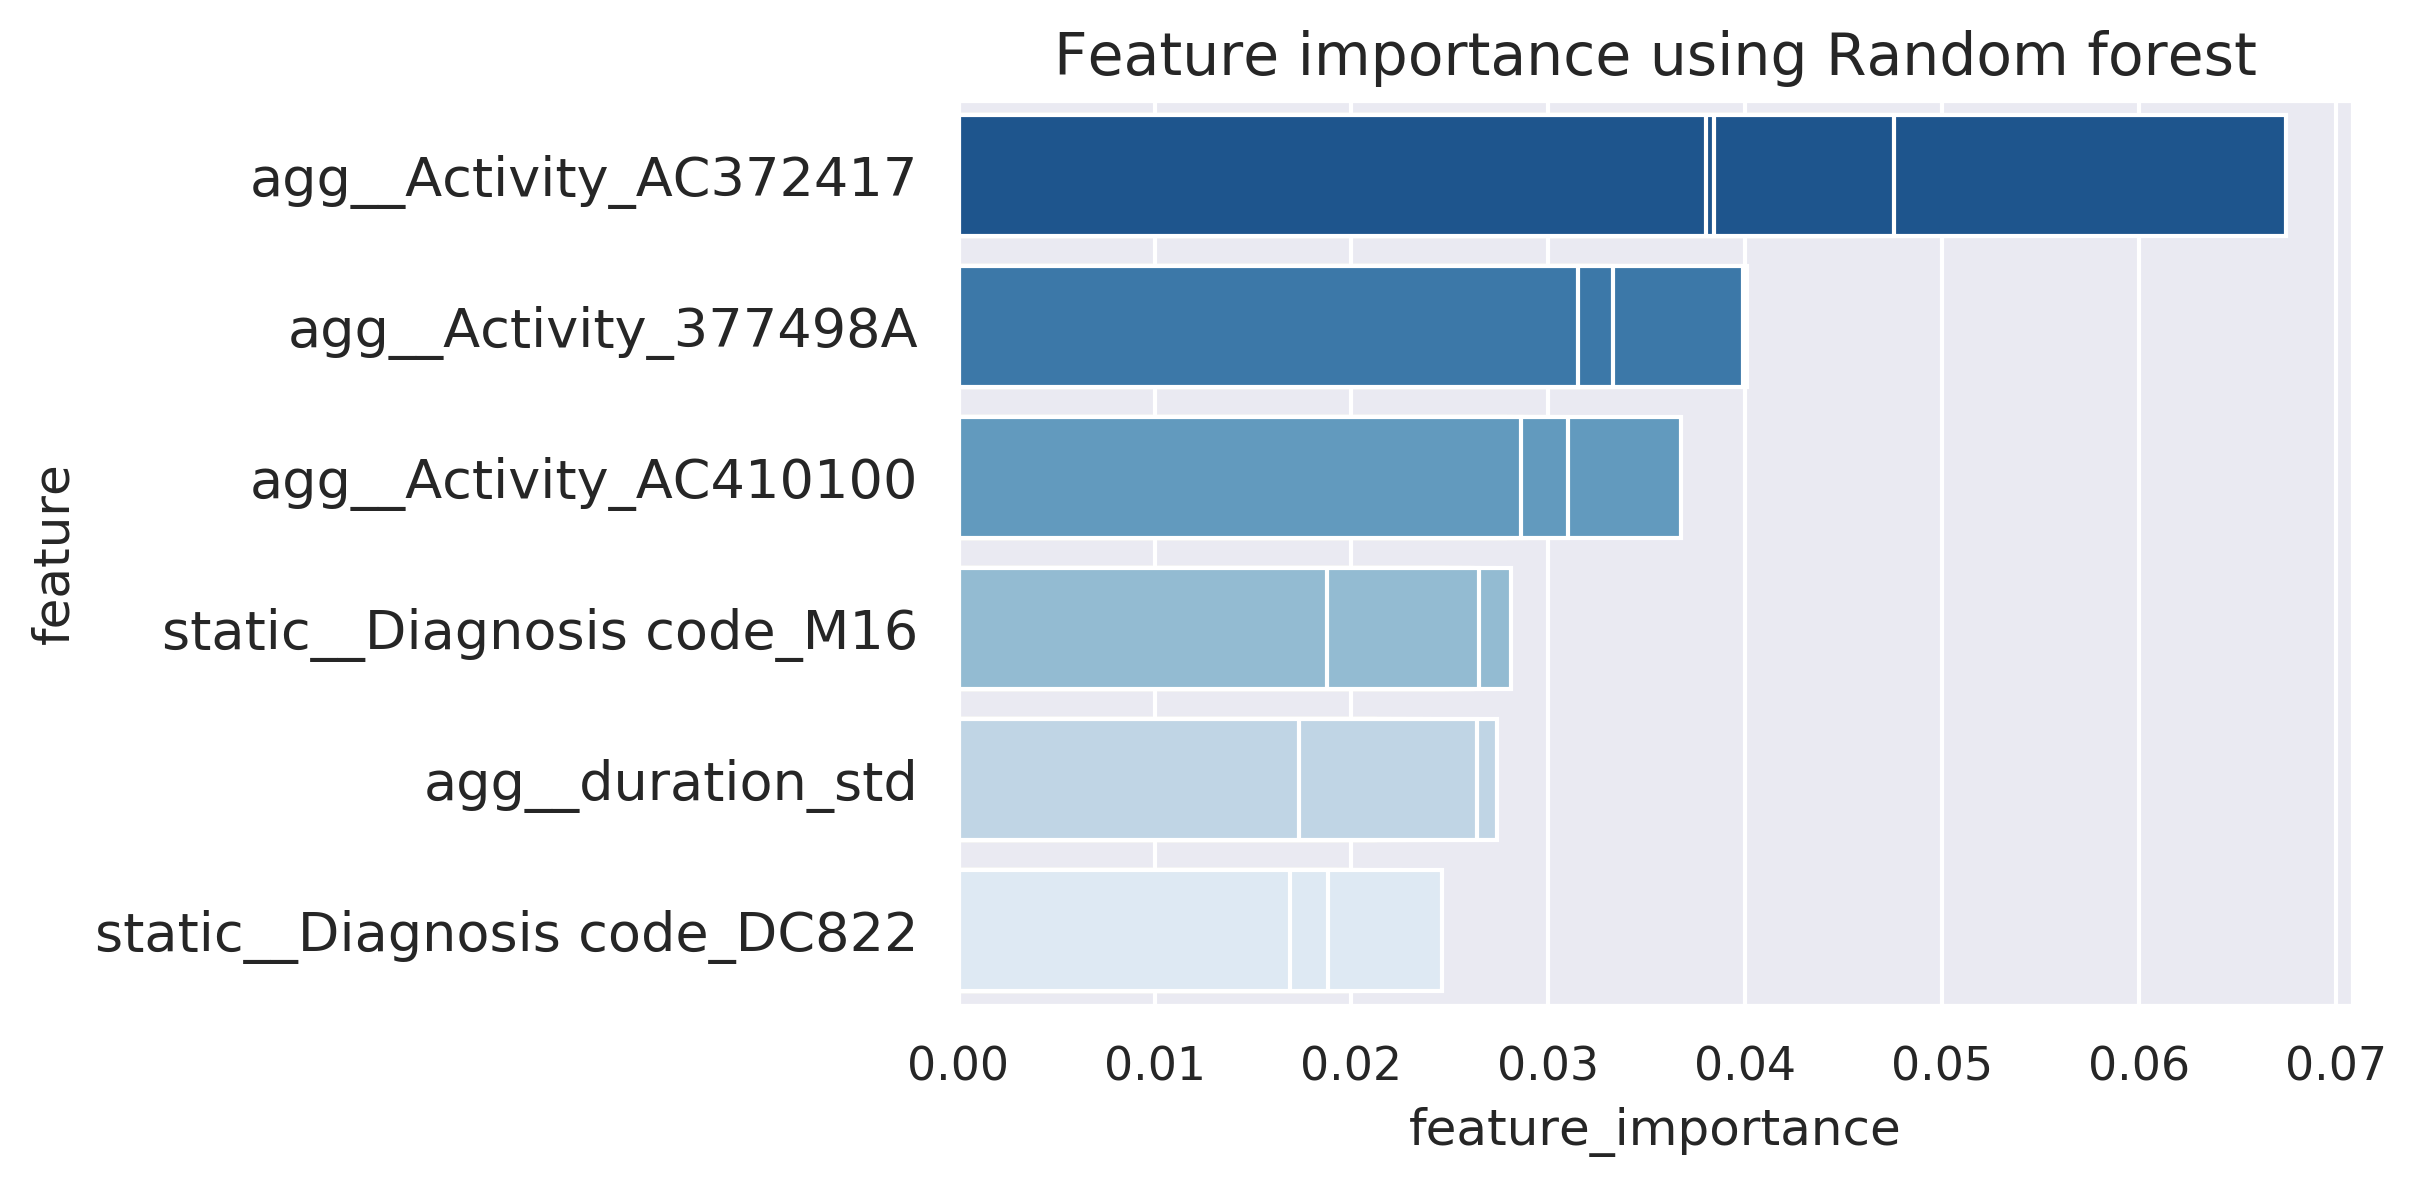 Feature importance using Random forest
agg__Activity_AC372417
agg__Activity_377498A
agg__Activity_AC410100
static__Diagnosis code_M16
agg__duration_std
static__Diagnosis code_DC822
feature
0.00 0.01 0.02 0.03 0.04 0.05 0.06 0.07
feature_importance